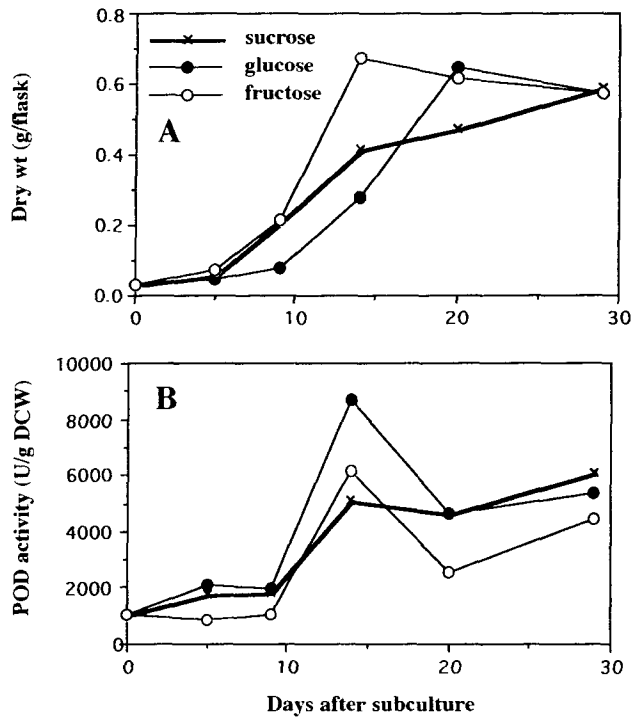 0.8
sucrose
glucose
fructose
0.6
A
0.4
0.2
0.0
Dry wt (g/flask)
0 10 20 30
10000
B
8000
6000
4000
2000
0
POD activity (U/g DCW)
0 10 20 30
Days after subculture